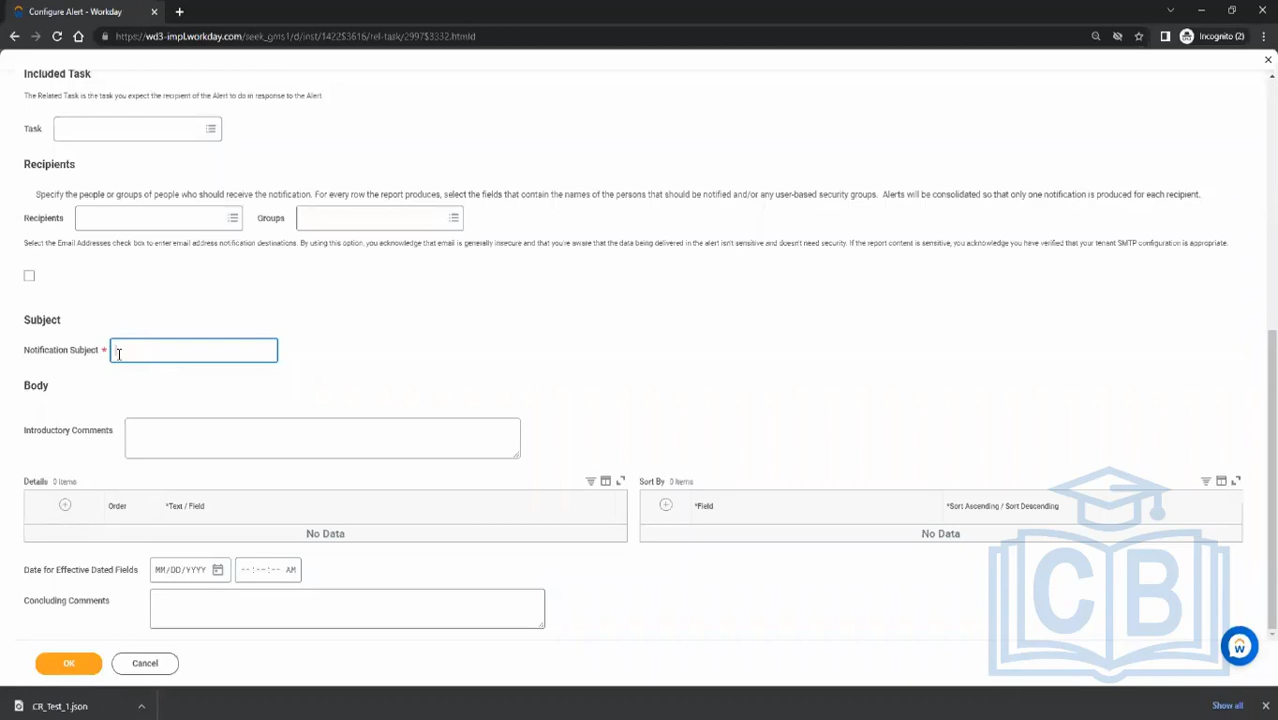 Configure Alert - Workday
https://wd3-impl.workday.com/seek_gms1/d/inst/1422$3616/rel-task/2997$3332.htmld
Incognito (2)
Included Task
The Related Task is the task you expect the recipient of the Alert to do in response to the Alert.
Task
Recipients
Specify the people or groups of people who should receive the notification. For every row the report produces, select the fields that contain the names of the persons that should be notified and/or any user-based security groups. Alerts will be consolidated so that only one notification is produced for each recipient.
Recipients Groups
Select the Email Addresses check box to enter email address notification destinations. By using this option, you acknowledge that email is generally insecure and that you're aware that the data being delivered in the alert isn't sensitive and doesn't need security. If the report content is sensitive, you acknowledge you have verified that your tenant SMTP configuration is appropriate.
Subject
Notification Subject *
Body
Introductory Comments
Details 0 items Sort By 0 items
Order *Text / Field *Field *Sort Ascending / Sort Descending
No Data No Data
Date for Effective Dated Fields MM/DD/YYYY --:--:-- AM
Concluding Comments
CB
OK Cancel
CR_Test_1.json Show all